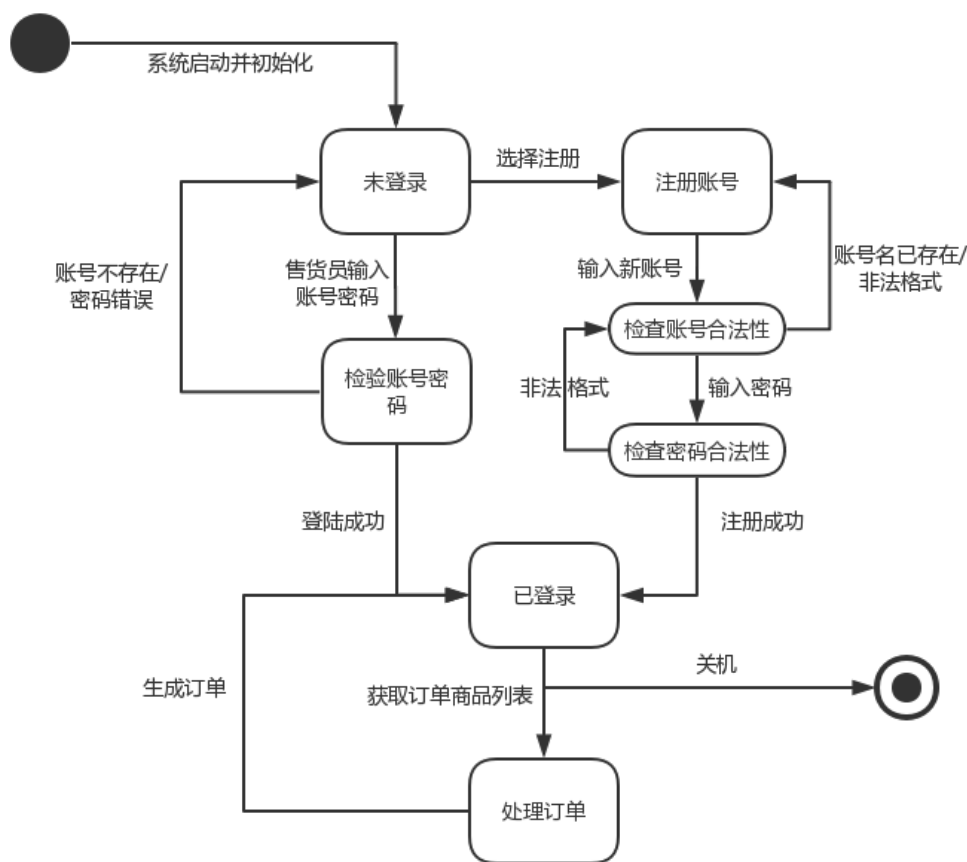 系统启动并初始化
未登录
选择注册
注册账号
账号不存在/
密码错误
售货员输入
账号密码
输入新账号
账号名已存在/
非法格式
检查账号合法性
检验账号密
码
非法 格式
输入密码
检查密码合法性
登陆成功
注册成功
已登录
关机
生成订单
获取订单商品列表
处理订单